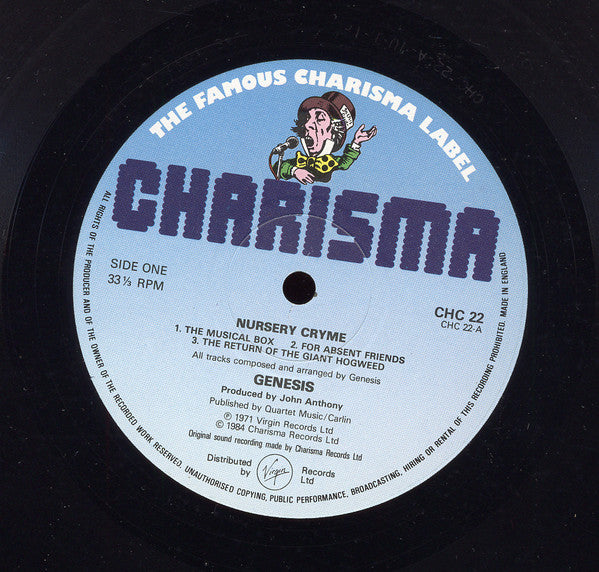 THE FAMOUS CHARISMA LABEL
CHARISMA
SIDE ONE
33⅓ RPM
CHC 22
CHC 22-A
NURSERY CRYME
1. THE MUSICAL BOX 2. FOR ABSENT FRIENDS
3. THE RETURN OF THE GIANT HOGWEED
All tracks composed and arranged by Genesis
GENESIS
Produced by John Anthony
Published by Quartet Music/Carlin
℗ 1971 Virgin Records Ltd
© 1984 Charisma Records Ltd
Original sound recording made by Charisma Records Ltd
Distributed by Virgin Records Ltd
ALL RIGHTS OF THE PRODUCER AND OF THE OWNER OF THE RECORDED WORK RESERVED. UNAUTHORISED COPYING, PUBLIC PERFORMANCE, BROADCASTING, HIRING OR RENTAL OF THIS RECORDING PROHIBITED. MADE IN ENGLAND